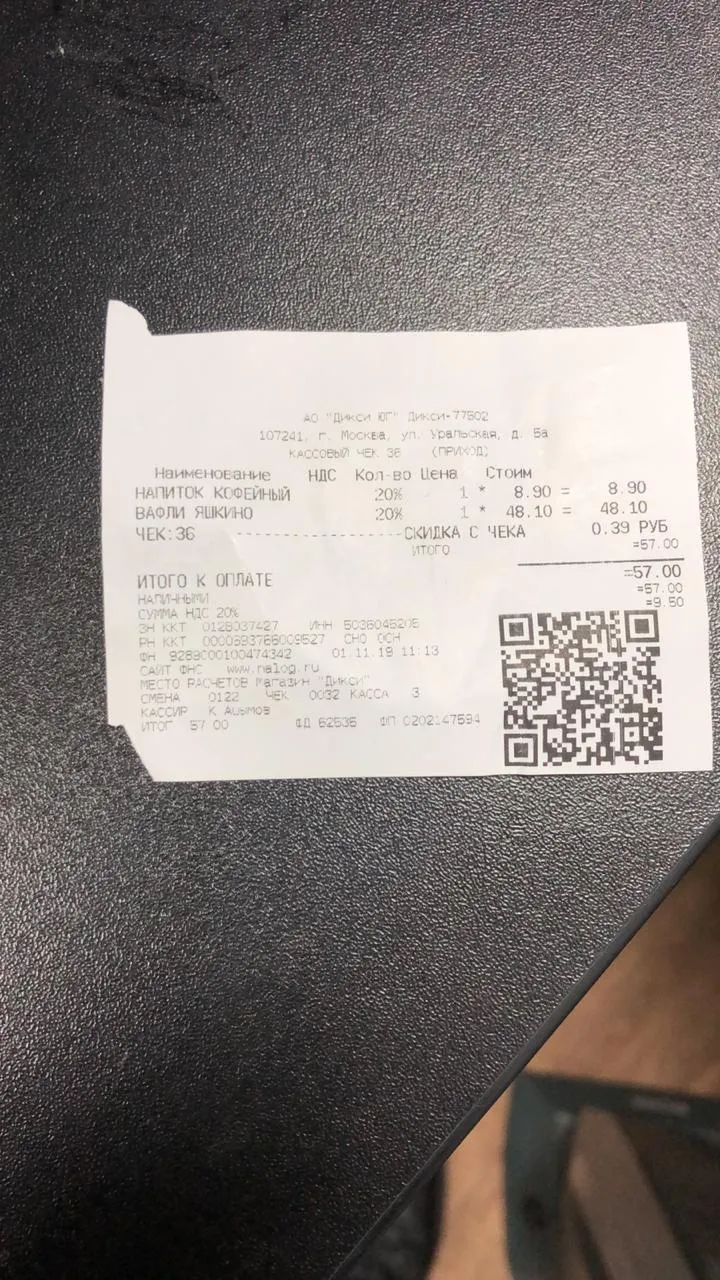 АО "Дикси ЮГ" Дикси-77502
107241, г. Москва, ул. Уральская, д. 5а
КАССОВЫЙ ЧЕК 36 (ПРИХОД)
Наименование НДС Кол-во Цена Стоим
НАПИТОК КОФЕЙНЫЙ 20% 1 * 8.90 = 8.90
ВАФЛИ ЯШКИНО 20% 1 * 48.10 = 48.10
ЧЕК:36 ------------------СКИДКА С ЧЕКА 0.39 РУБ
ИТОГО =57.00
ИТОГО К ОПЛАТЕ =57.00
НАЛИЧНЫМИ =57.00
СУММА НДС 20% =9.50
ЗН ККТ 0128037427 ИНН 5036045205
РН ККТ 0000693766009527 СНО ОСН
ФН 9289000100474342 01.11.19 11:13
САЙТ ФНС www.nalog.ru
МЕСТО РАСЧЕТОВ магазин "Дикси"
СМЕНА 0122 ЧЕК 0032 КАССА 3
КАССИР К Ашымов
ИТОГ 57 00 ФД 62535 ФП 0202147594